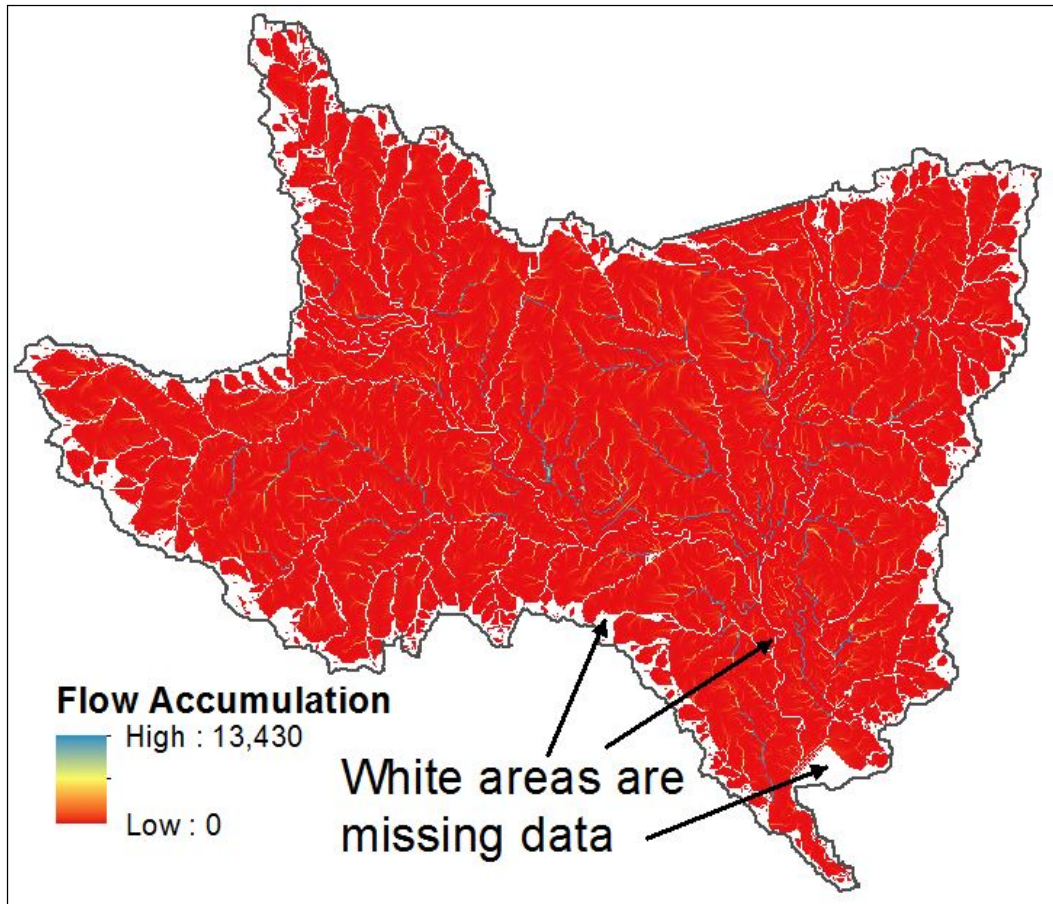 Flow Accumulation
High : 13,430
Low : 0
White areas are
missing data